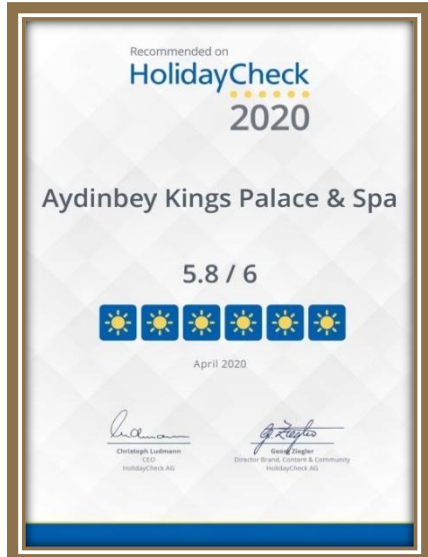 Recommended on
HolidayCheck
2020
Aydinbey Kings Palace & Spa
5.8 / 6
April 2020
Christoph Ludmann
CEO
HolidayCheck AG
Georg Ziegler
Director Brand, Content & Community
HolidayCheck AG